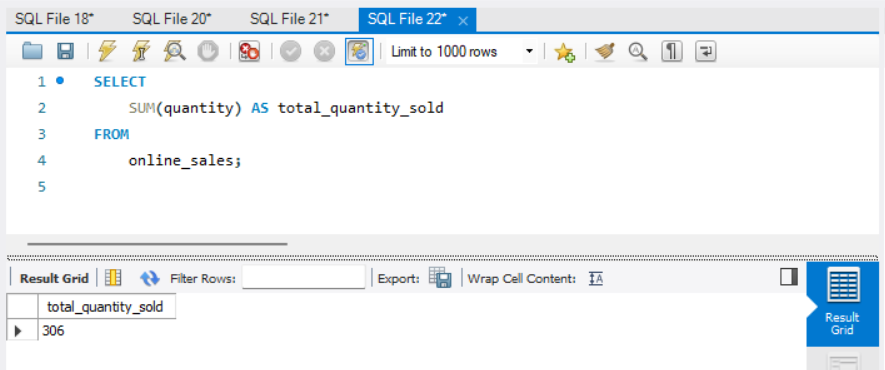 SQL File 18* SQL File 20* SQL File 21* SQL File 22* ×
Limit to 1000 rows
1 SELECT
2 SUM(quantity) AS total_quantity_sold
3 FROM
4 online_sales;
5
Result Grid Filter Rows: Export: Wrap Cell Content: IA
total_quantity_sold
306
Result
Grid